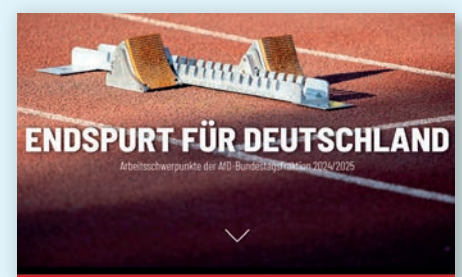 ENDSPURT FÜR DEUTSCHLAND
Arbeitsschwerpunkte der AfD-Bundestagsfraktion 2024/2025